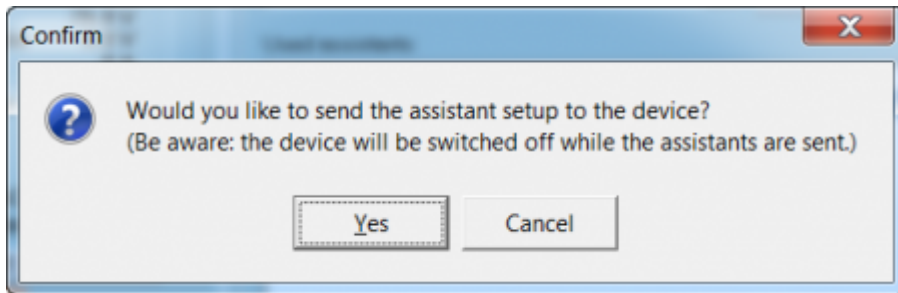 Confirm
Would you like to send the assistant setup to the device?
(Be aware: the device will be switched off while the assistants are sent.)
Yes
Cancel